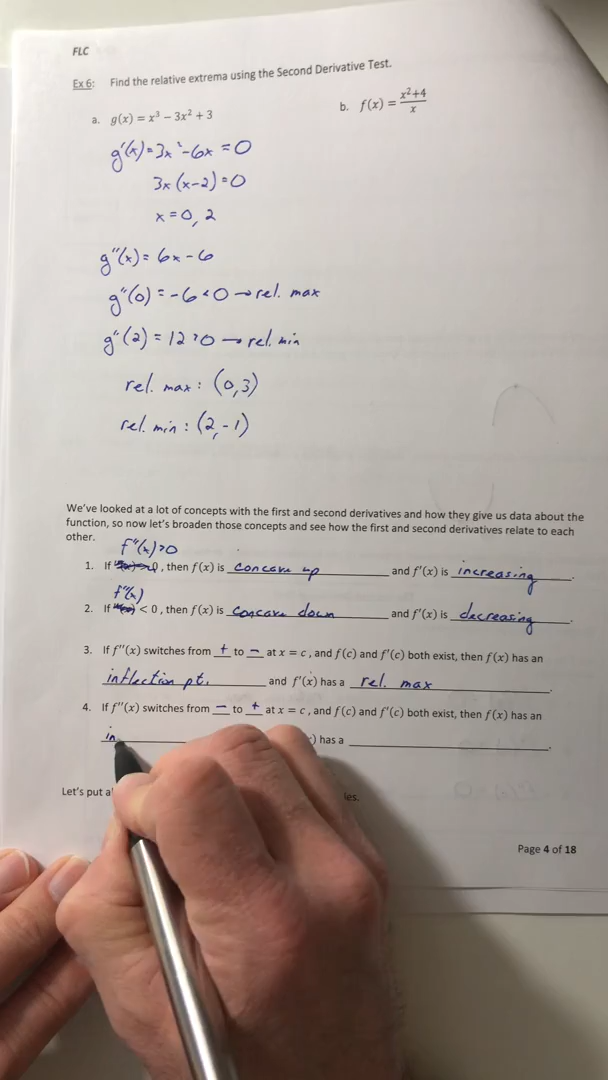 FLC
Ex 6: Find the relative extrema using the Second Derivative Test.
a. g(x) = x³ − 3x² + 3
b. f(x) = (x²+4)/x
g'(x) = 3x² - 6x = 0
3x (x-2) = 0
x = 0, 2
g''(x) = 6x - 6
g''(0) = -6 < 0 → rel. max
g''(2) = 12 > 0 → rel. min
rel. max : (0,3)
rel. min : (2, -1)
We've looked at a lot of concepts with the first and second derivatives and how they give us data about the
function, so now let's broaden those concepts and see how the first and second derivatives relate to each
other.
f''(x) > 0
1. If , then f(x) is concave up and f'(x) is increasing.
f''(x)
2. If < 0, then f(x) is concave down and f'(x) is decreasing.
3. If f''(x) switches from + to − at x = c, and f(c) and f'(c) both exist, then f(x) has an
inflection pt. and f'(x) has a rel. max.
4. If f''(x) switches from − to + at x = c, and f(c) and f'(c) both exist, then f(x) has an
in ) has a .
Let's put a ies.
Page 4 of 18